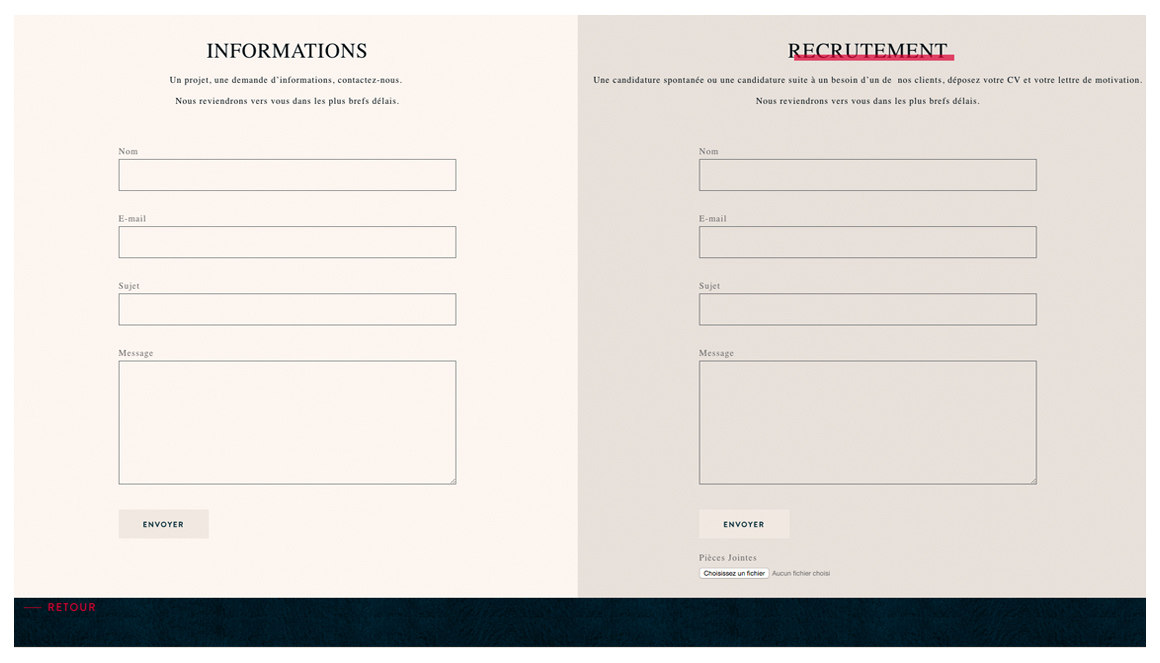 INFORMATIONS
Un projet, une demande d'informations, contactez-nous.
Nous reviendrons vers vous dans les plus brefs délais.
Nom
E-mail
Sujet
Message
ENVOYER
RECRUTEMENT
Une candidature spontanée ou une candidature suite à un besoin d'un de nos clients, déposez votre CV et votre lettre de motivation.
Nous reviendrons vers vous dans les plus brefs délais.
Nom
E-mail
Sujet
Message
ENVOYER
Pièces Jointes
Choisissez un fichier Aucun fichier choisi
RETOUR